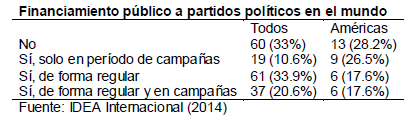 Financiamiento público a partidos políticos en el mundo
Todos Américas
No 60 (33%) 13 (28.2%)
Sí, solo en período de campañas 19 (10.6%) 9 (26.5%)
Sí, de forma regular 61 (33.9%) 6 (17.6%)
Sí, de forma regular y en campañas 37 (20.6%) 6 (17.6%)
Fuente: IDEA Internacional (2014)